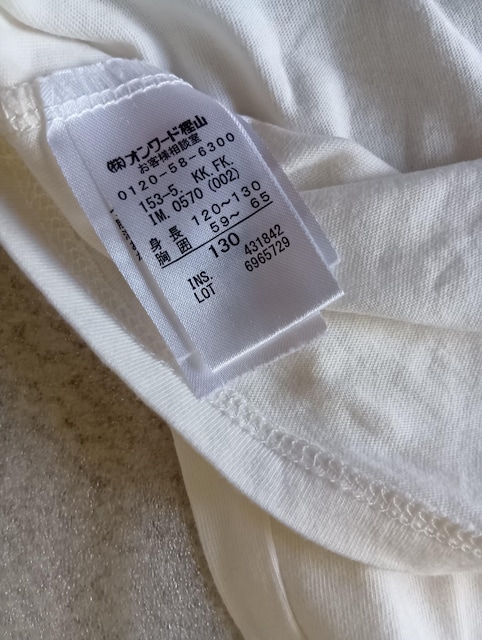 ㈱オンワード樫山
お客様相談室
0120-58-6300
153-5. KK. FK.
IM. 0570 (002)
身長 120～130
胸囲 59～ 65
130
INS. 431842
LOT 6965729